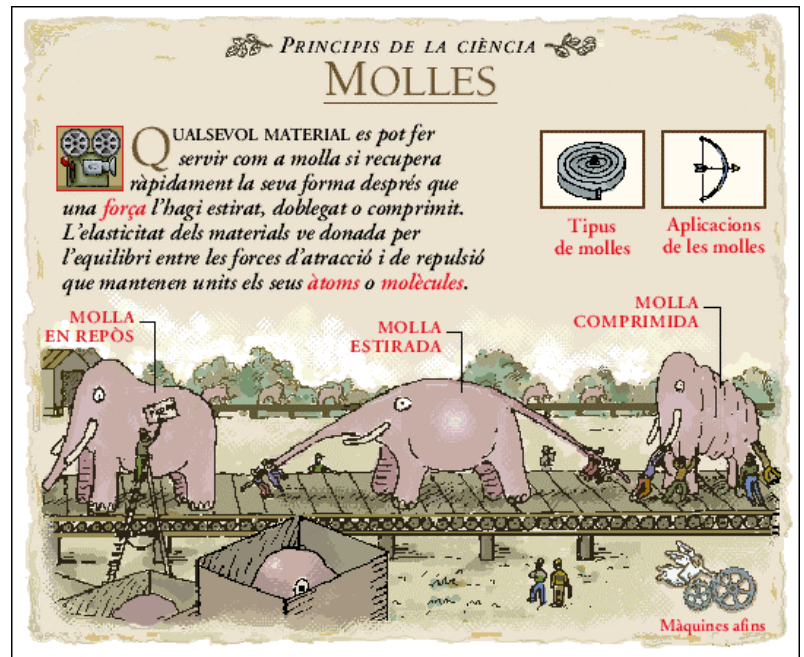 PRINCIPIS DE LA CIÈNCIA
MOLLES
QUALSEVOL MATERIAL es pot fer
servir com a molla si recupera
ràpidament la seva forma després que
una força l'hagi estirat, doblegat o comprimit.
L'elasticitat dels materials ve donada per
l'equilibri entre les forces d'atracció i de repulsió
que mantenen units els seus àtoms o molècules.
Tipus
de molles
Aplicacions
de les molles
MOLLA
EN REPÒS
MOLLA
ESTIRADA
MOLLA
COMPRIMIDA
Màquines afins